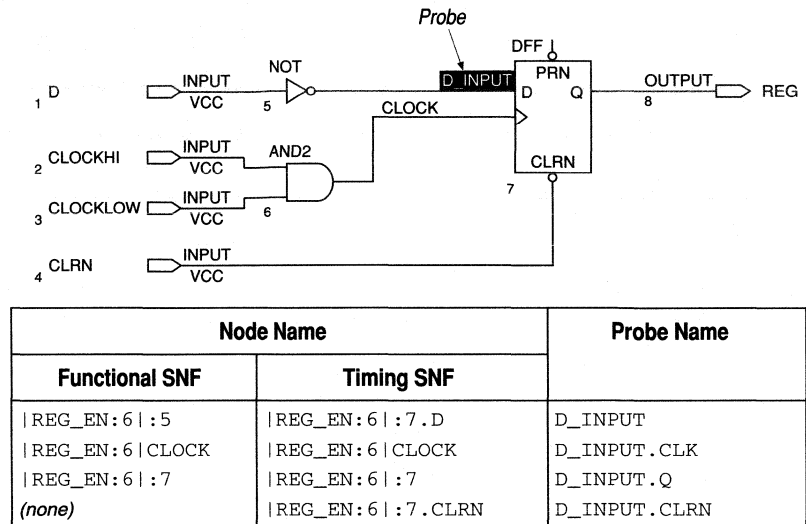 Probe
DFF
NOT
PRN
1 D
INPUT
VCC
5
D_INPUT
D
Q
OUTPUT
8
REG
CLOCK
2 CLOCKHI
INPUT
VCC
AND2
CLRN
3 CLOCKLOW
INPUT
VCC
6
7
4 CLRN
INPUT
VCC
Node Name
Probe Name
Functional SNF
Timing SNF
|REG_EN:6|:5
|REG_EN:6|:7.D
D_INPUT
|REG_EN:6|CLOCK
|REG_EN:6|CLOCK
D_INPUT.CLK
|REG_EN:6|:7
|REG_EN:6|:7
D_INPUT.Q
(none)
|REG_EN:6|:7.CLRN
D_INPUT.CLRN